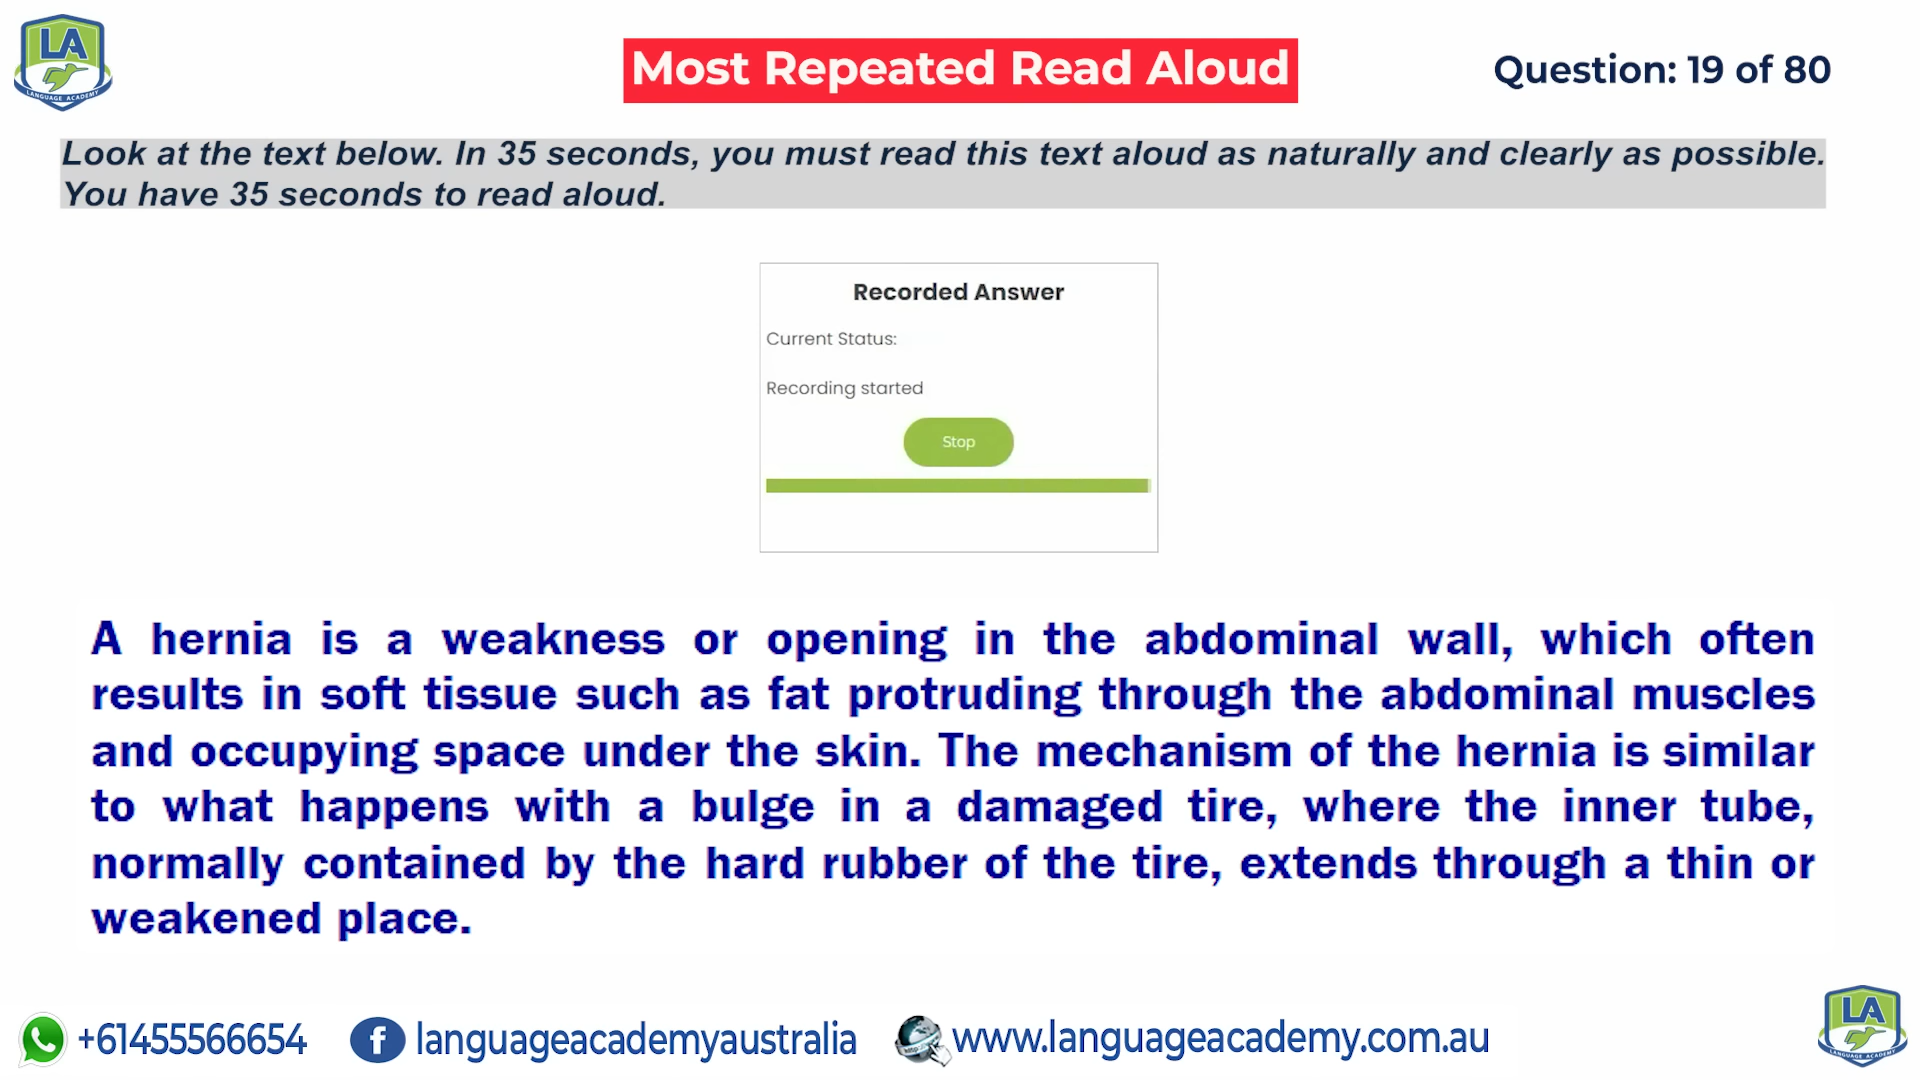 LA
LANGUAGE ACADEMY
Most Repeated Read Aloud
Question: 19 of 80
Look at the text below. In 35 seconds, you must read this text aloud as naturally and clearly as possible.
You have 35 seconds to read aloud.
Recorded Answer
Current Status:
Recording started
Stop
A hernia is a weakness or opening in the abdominal wall, which often
results in soft tissue such as fat protruding through the abdominal muscles
and occupying space under the skin. The mechanism of the hernia is similar
to what happens with a bulge in a damaged tire, where the inner tube,
normally contained by the hard rubber of the tire, extends through a thin or
weakened place.
+61455566654
f
languageacademyaustralia
www.languageacademy.com.au
LA
LANGUAGE ACADEMY